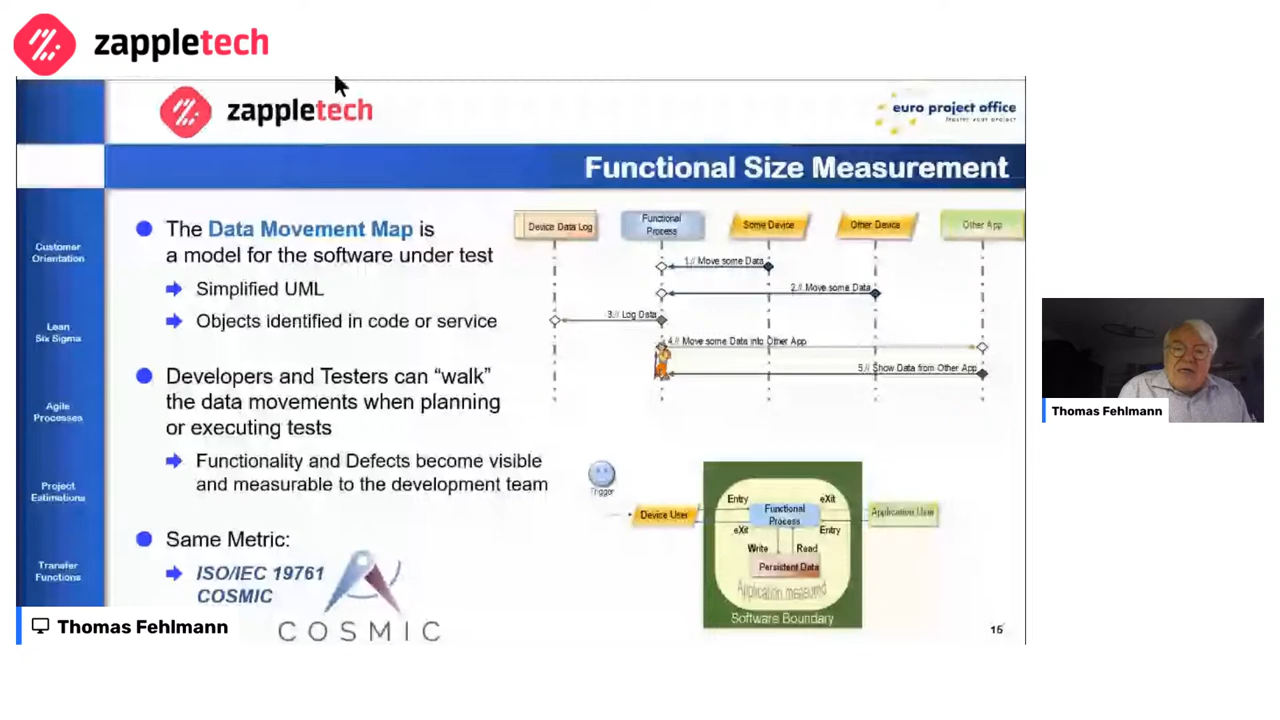 zappletech
zappletech
euro project office
Functional Size Measurement
Customer
Orientation
Lean
Six Sigma
Agile
Processes
Project
Estimations
Transfer
Functions
The Data Movement Map is
a model for the software under test
Simplified UML
Objects identified in code or service
Developers and Testers can “walk”
the data movements when planning
or executing tests
Functionality and Defects become visible
and measurable to the development team
Same Metric:
ISO/IEC 19761
COSMIC
COSMIC
Device Data Log
Functional
Process
Some Device
Other Device
Other App
1.// Move some Data
2.// Move some Data
3.// Log Data
4.// Move some Data into Other App
5.// Show Data from Other App
Trigger
Device User
Entry
eXit
Functional
Process
Application User
eXit
Entry
Write
Read
Persistent Data
Application measured
Software Boundary
15
Thomas Fehlmann
Thomas Fehlmann